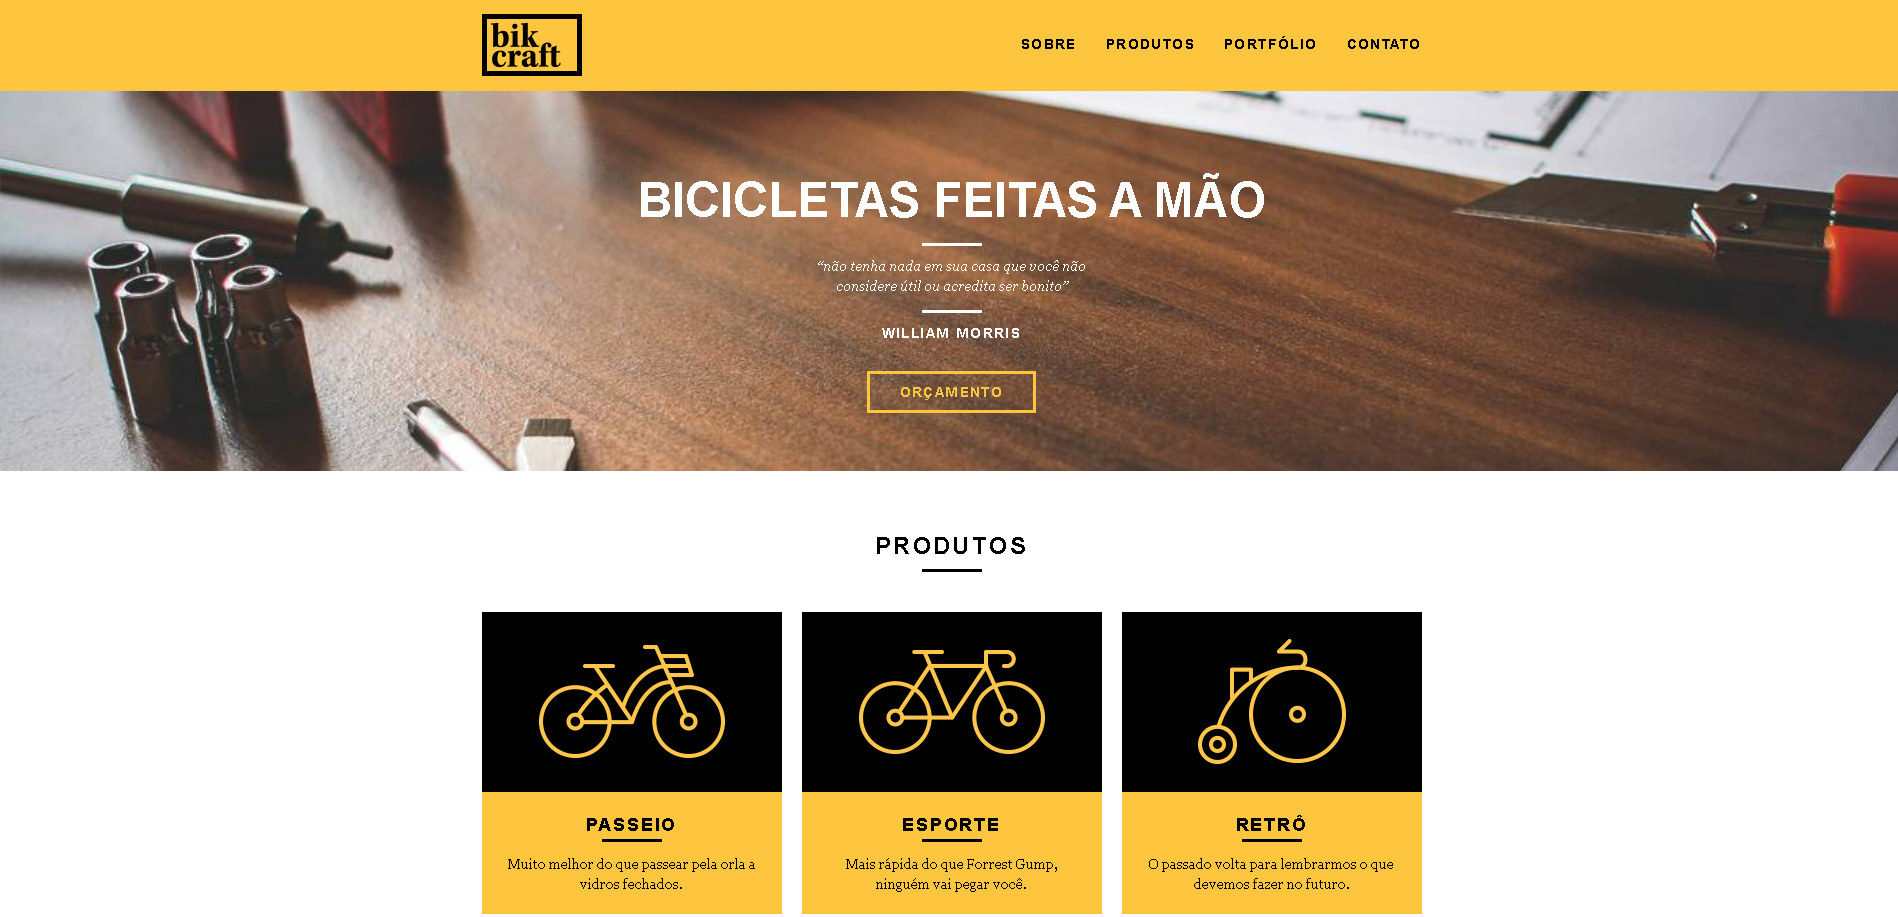 bik
craft
SOBRE PRODUTOS PORTFÓLIO CONTATO
BICICLETAS FEITAS A MÃO
“não tenha nada em sua casa que você não
considere útil ou acredita ser bonito”
WILLIAM MORRIS
ORÇAMENTO
PRODUTOS
PASSEIO
Muito melhor do que passear pela orla a
vidros fechados.
ESPORTE
Mais rápida do que Forrest Gump,
ninguém vai pegar você.
RETRÔ
O passado volta para lembrarmos o que
devemos fazer no futuro.